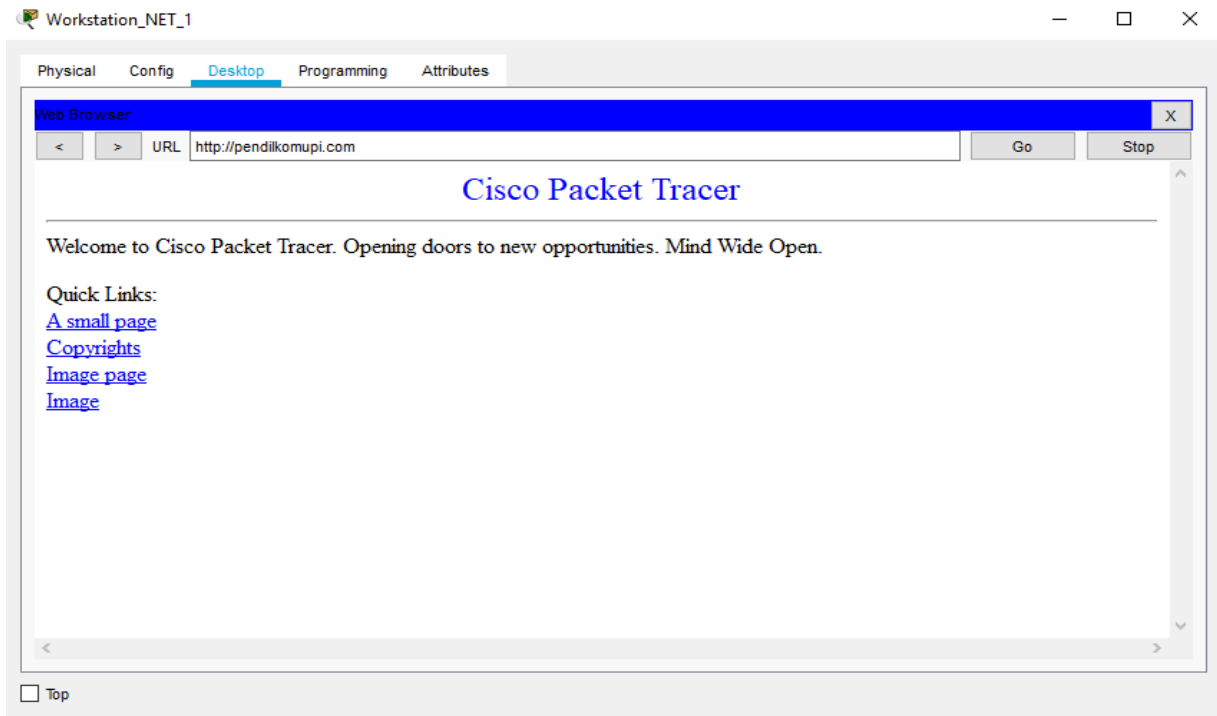 Workstation_NET_1
Physical Config Desktop Programming Attributes
Web Browser
X
< > URL http://pendilkomupi.com Go Stop
Cisco Packet Tracer
Welcome to Cisco Packet Tracer. Opening doors to new opportunities. Mind Wide Open.
Quick Links:
A small page
Copyrights
Image page
Image
Top